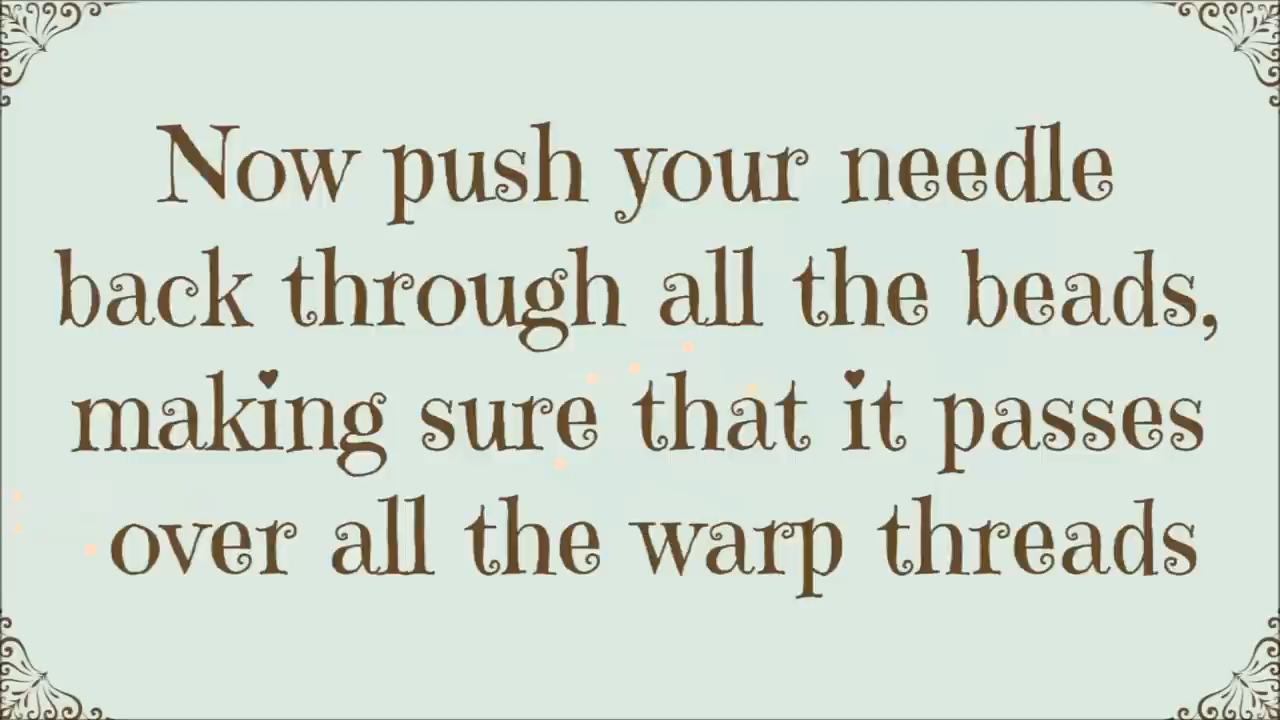 Now push your needle
back through all the beads,
making sure that it passes
over all the warp threads